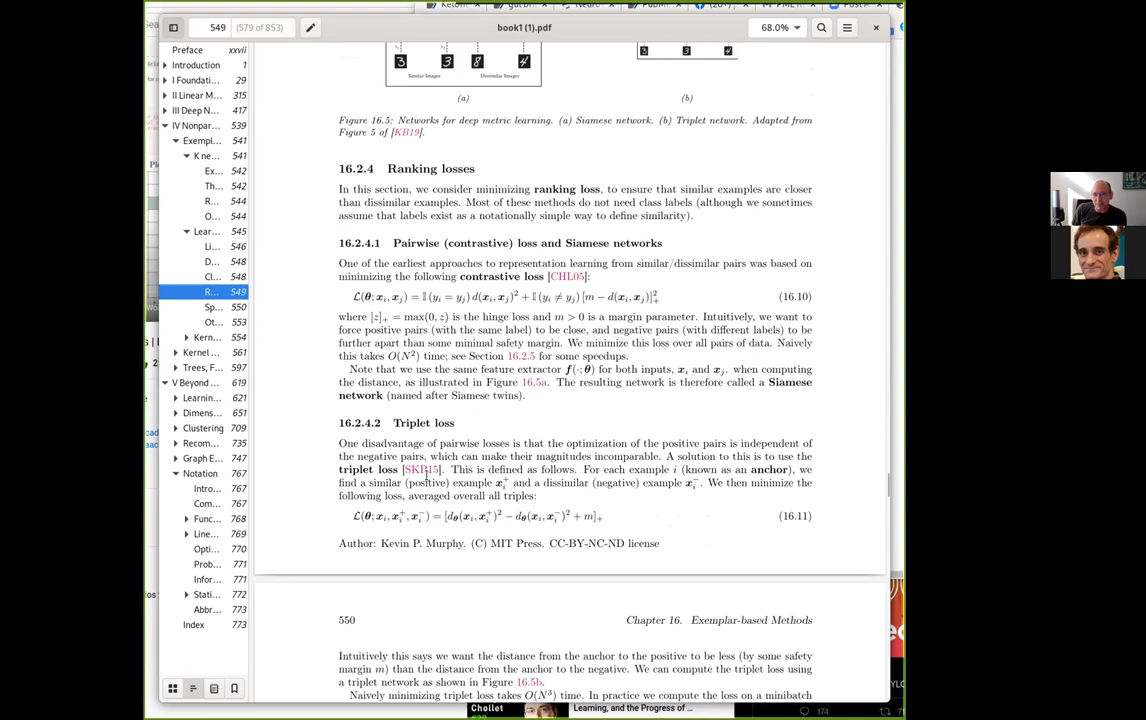 549
(579 of 853)
book1 (1).pdf
68.0%
Preface xxvii
Introduction 1
I Foundati... 29
II Linear M... 315
III Deep N... 417
IV Nonpar... 539
Exempl... 541
K ne... 541
Ex... 542
Th... 542
R... 544
O... 544
Lear... 545
Li... 546
D... 548
Cl... 548
R... 549
Sp... 550
Ot... 553
Kern... 554
Kernel ... 561
Trees, F... 597
V Beyond ... 619
Learnin... 621
Dimens... 651
Clustering 709
Recom... 735
Graph E... 747
Notation 767
Intro... 767
Com... 767
Func... 768
Line... 769
Opti... 770
Prob... 771
Infor... 771
Stati... 772
Abbr... 773
Index 773
3 3 8 4
3 3 4
Similar Images Dissimilar Images
(a) (b)
Figure 16.5: Networks for deep metric learning. (a) Siamese network. (b) Triplet network. Adapted from
Figure 5 of [KB19].
16.2.4 Ranking losses
In this section, we consider minimizing ranking loss, to ensure that similar examples are closer
than dissimilar examples. Most of these methods do not need class labels (although we sometimes
assume that labels exist as a notationally simple way to define similarity).
16.2.4.1 Pairwise (contrastive) loss and Siamese networks
One of the earliest approaches to representation learning from similar/dissimilar pairs was based on
minimizing the following contrastive loss [CHL05]:
L(θ; xᵢ, xⱼ) = 𝕀(yᵢ = yⱼ) d(xᵢ, xⱼ)² + 𝕀(yᵢ ≠ yⱼ) [m − d(xᵢ, xⱼ)]²₊ (16.10)
where [z]₊ = max(0, z) is the hinge loss and m > 0 is a margin parameter. Intuitively, we want to
force positive pairs (with the same label) to be close, and negative pairs (with different labels) to be
further apart than some minimal safety margin. We minimize this loss over all pairs of data. Naively
this takes O(N²) time; see Section 16.2.5 for some speedups.
Note that we use the same feature extractor f(·; θ) for both inputs, xᵢ and xⱼ. when computing
the distance, as illustrated in Figure 16.5a. The resulting network is therefore called a Siamese
network (named after Siamese twins).
16.2.4.2 Triplet loss
One disadvantage of pairwise losses is that the optimization of the positive pairs is independent of
the negative pairs, which can make their magnitudes incomparable. A solution to this is to use the
triplet loss [SKP15]. This is defined as follows. For each example i (known as an anchor), we
find a similar (positive) example xᵢ⁺ and a dissimilar (negative) example xᵢ⁻. We then minimize the
following loss, averaged overall all triples:
L(θ; xᵢ, xᵢ⁺, xᵢ⁻) = [dθ(xᵢ, xᵢ⁺)² − dθ(xᵢ, xᵢ⁻)² + m]₊ (16.11)
Author: Kevin P. Murphy. (C) MIT Press. CC-BY-NC-ND license
550 Chapter 16. Exemplar-based Methods
Intuitively this says we want the distance from the anchor to the positive to be less (by some safety
margin m) than the distance from the anchor to the negative. We can compute the triplet loss using
a triplet network as shown in Figure 16.5b.
Naively minimizing triplet loss takes O(N³) time. In practice we compute the loss on a minibatch
Chollet
Learning, and the Progress of ...
174